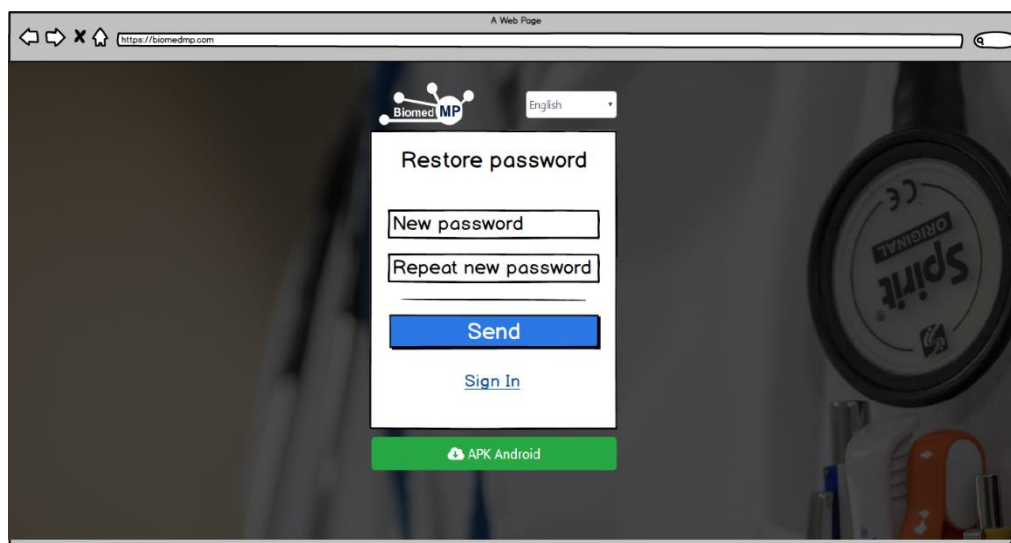 A Web Page
https://biomedmp.com
Biomed MP
English
Restore password
New password
Repeat new password
Send
Sign In
APK Android
CE
ORIGINAL
Spirit®
S